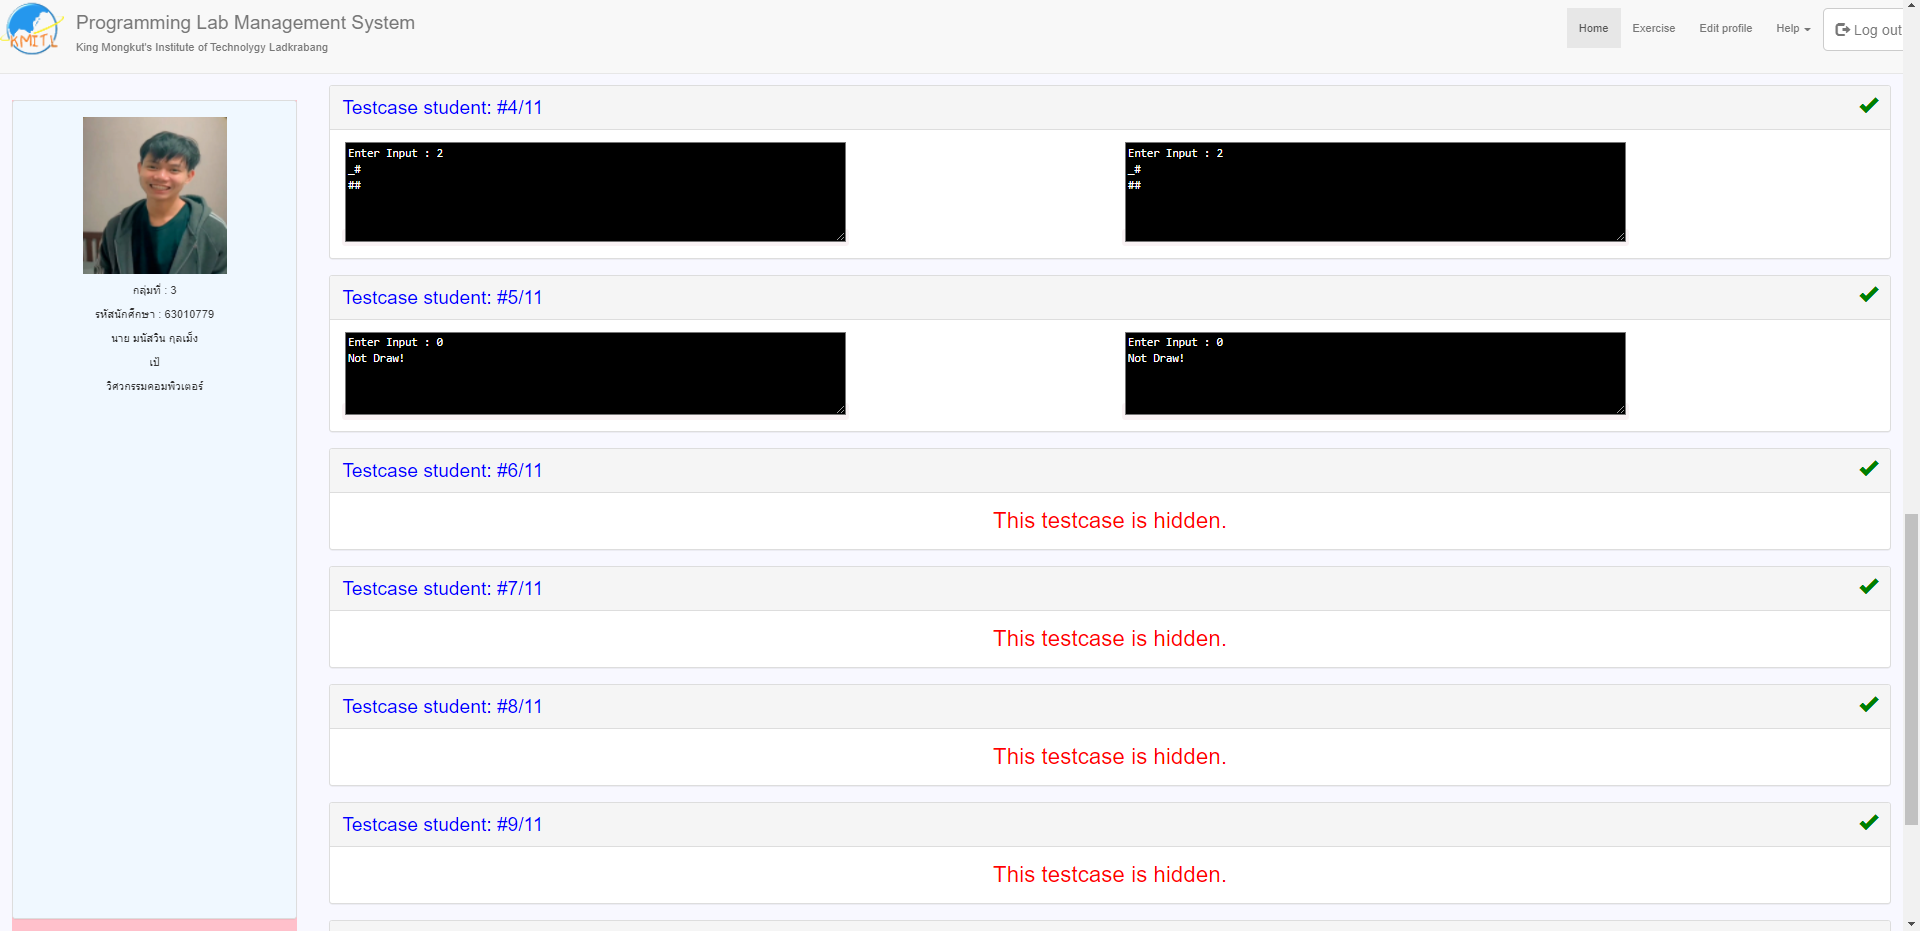 KMITL
Programming Lab Management System
King Mongkut's Institute of Technolygy Ladkrabang
Home
Exercise
Edit profile
Help
Log out
กลุ่มที่ : 3
รหัสนักศึกษา : 63010779
นาย มนัสวิน กุลเม็ง
เป้
วิศวกรรมคอมพิวเตอร์
Testcase student: #4/11
Enter Input : 2
_#
##
Enter Input : 2
_#
##
Testcase student: #5/11
Enter Input : 0
Not Draw!
Enter Input : 0
Not Draw!
Testcase student: #6/11
This testcase is hidden.
Testcase student: #7/11
This testcase is hidden.
Testcase student: #8/11
This testcase is hidden.
Testcase student: #9/11
This testcase is hidden.